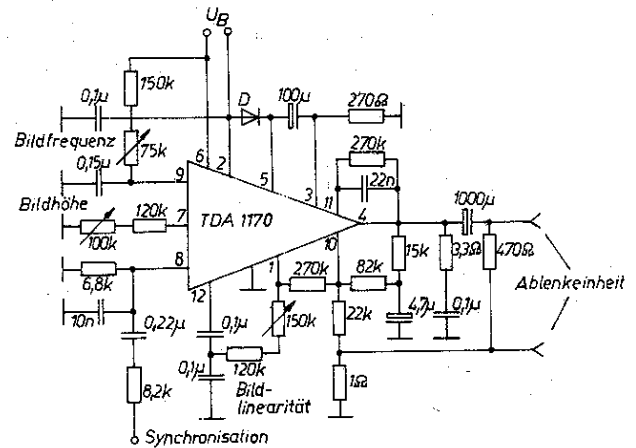 U_B
150k
0,1µ
D
100µ
270Ω
Bildfrequenz
75k
270k
0,15µ
9
6
2
5
3
11
22n
1000µ
Bildhöhe
120k
7
TDA 1170
4
100k
10
15k
3,3Ω
470Ω
8
1
270k
82k
Ablenkeinheit
6,8k
12
10n
0,22µ
0,1µ
150k
22k
4,7µ
0,1µ
0,1µ
120k
8,2k
Bild-
linearität
1Ω
Synchronisation